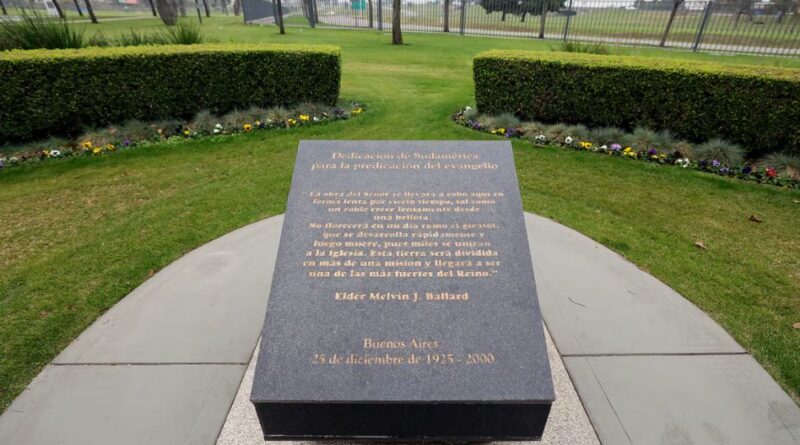 Dedicación de Sudamérica
para la predicación del evangelio
"La obra del Señor se llevará a cabo aquí en
forma lenta por cierto tiempo, tal como
un roble crece lentamente desde
una bellota.
No florecerá en un día como el girasol,
que se desarrolla rápidamente y
luego muere, pues miles se unirán
a la Iglesia. Esta tierra será dividida
en más de una misión y llegará a ser
una de las más fuertes del Reino."
Elder Melvin J. Ballard
Buenos Aires
25 de diciembre de 1925 - 2000